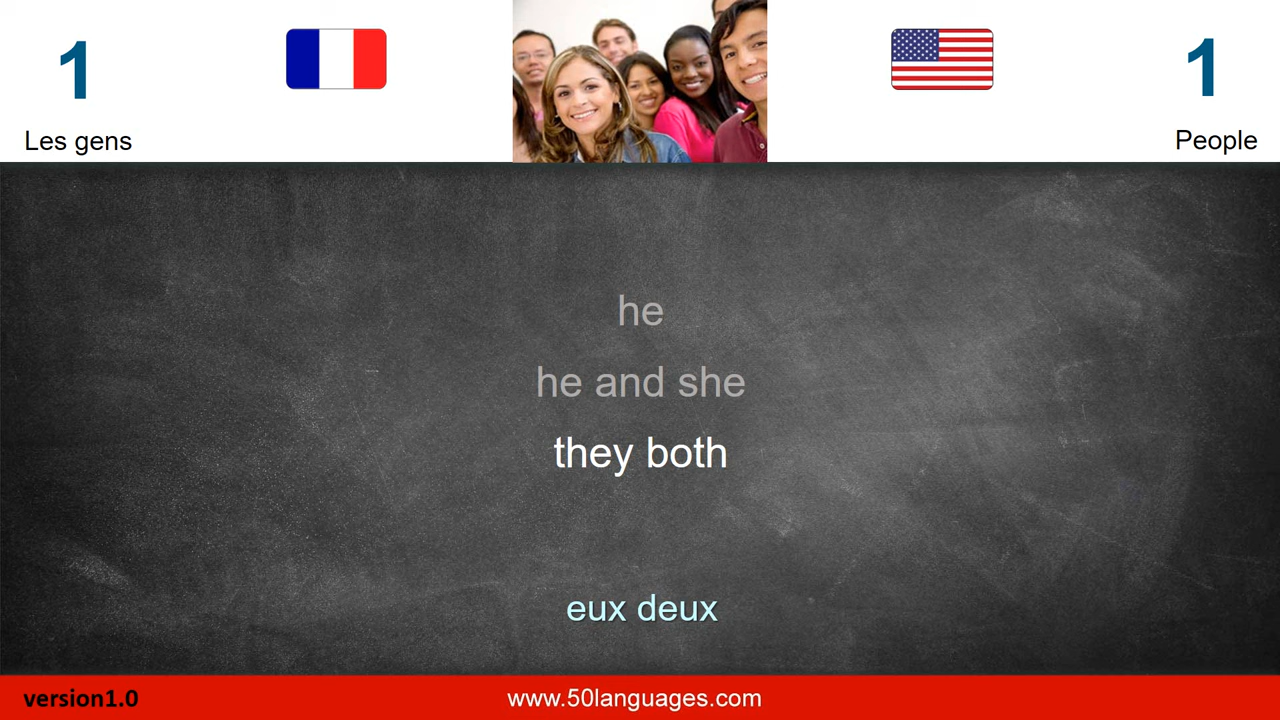 1
1
Les gens
People
he
he and she
they both
eux deux
version1.0
www.50languages.com